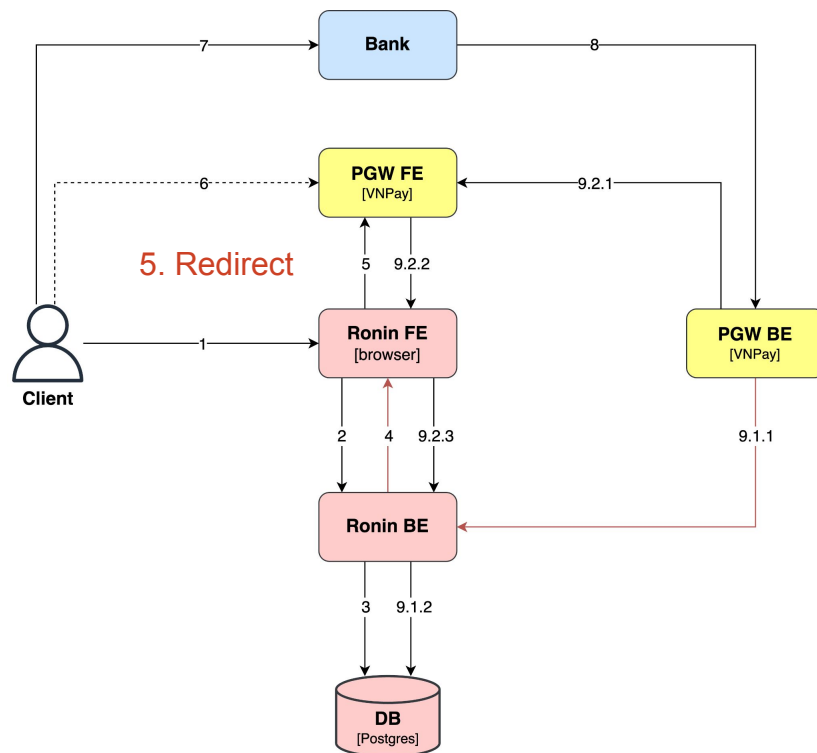 Bank
7
8
PGW FE
[VNPay]
6
9.2.1
5. Redirect
5
9.2.2
Ronin FE
[browser]
1
PGW BE
[VNPay]
Client
2
4
9.2.3
9.1.1
Ronin BE
3
9.1.2
DB
[Postgres]